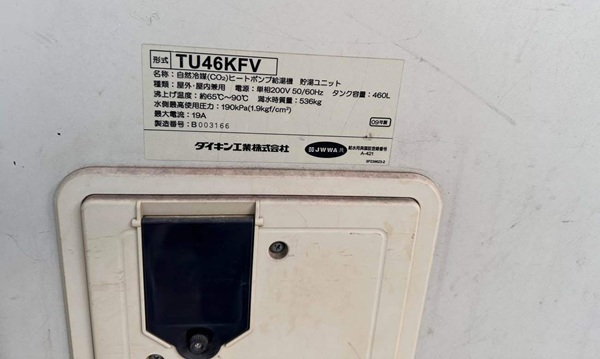 形式 TU46KFV
名称：自然冷媒(CO₂)ヒートポンプ給湯機 貯湯ユニット
種類：屋外・屋内兼用 電源：単相200V 50/60Hz タンク容量：460L
沸上げ温度：約65℃〜90℃ 満水時質量：536kg
水側最高使用圧力：190kPa(1.9kgf/cm²)
最大電流：19A
09年製
製造番号：B003166
ダイキン工業株式会社
JWWA
A-421